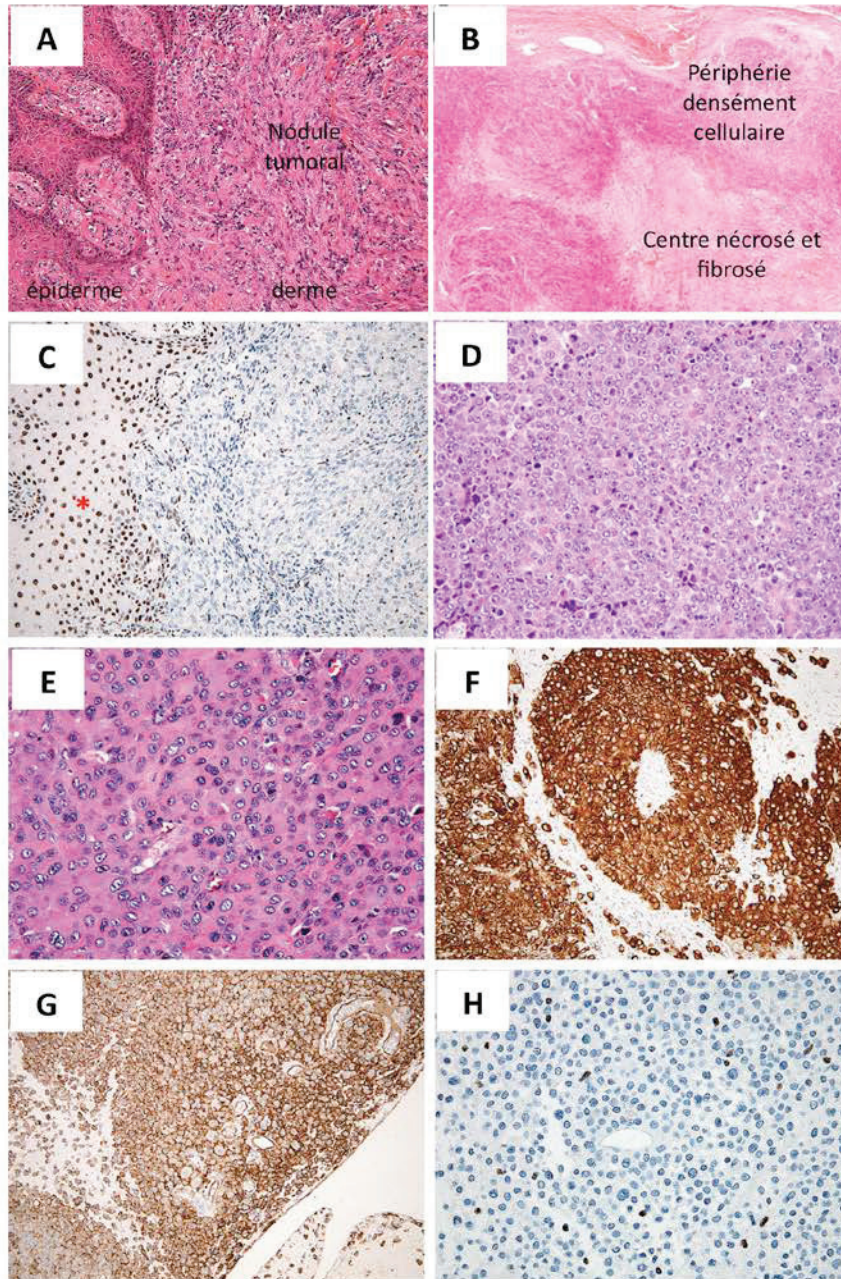 A
Nodule
tumoral
épiderme
derme
B
Périphérie
densément
cellulaire
Centre nécrosé et
fibrosé
C
*
D
E
F
G
H